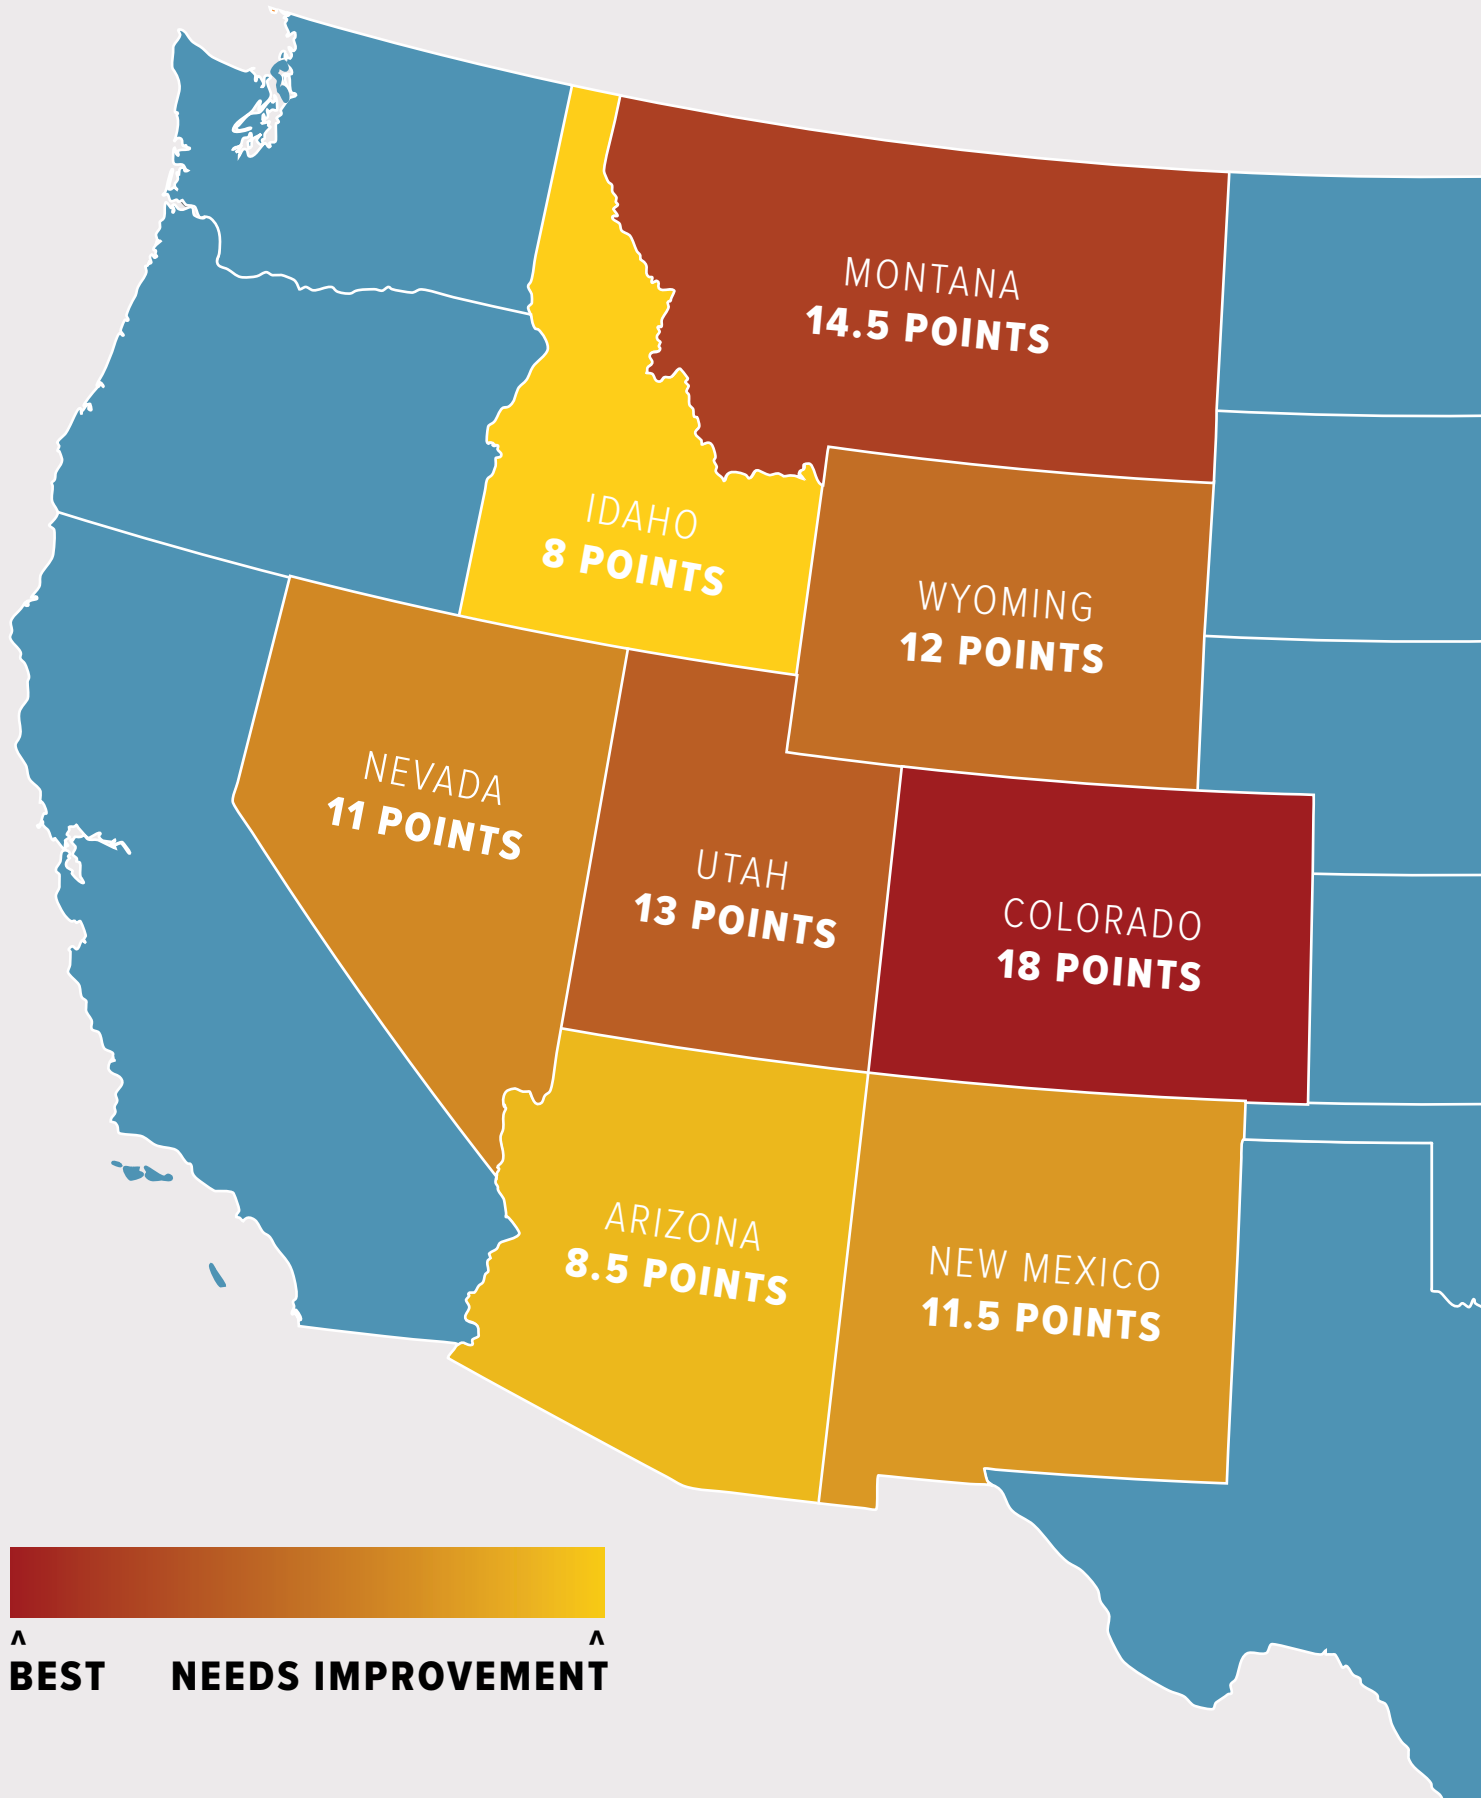 MONTANA
14.5 POINTS
IDAHO
8 POINTS
WYOMING
12 POINTS
NEVADA
11 POINTS
UTAH
13 POINTS
COLORADO
18 POINTS
ARIZONA
8.5 POINTS
NEW MEXICO
11.5 POINTS
^ ^
BEST NEEDS IMPROVEMENT